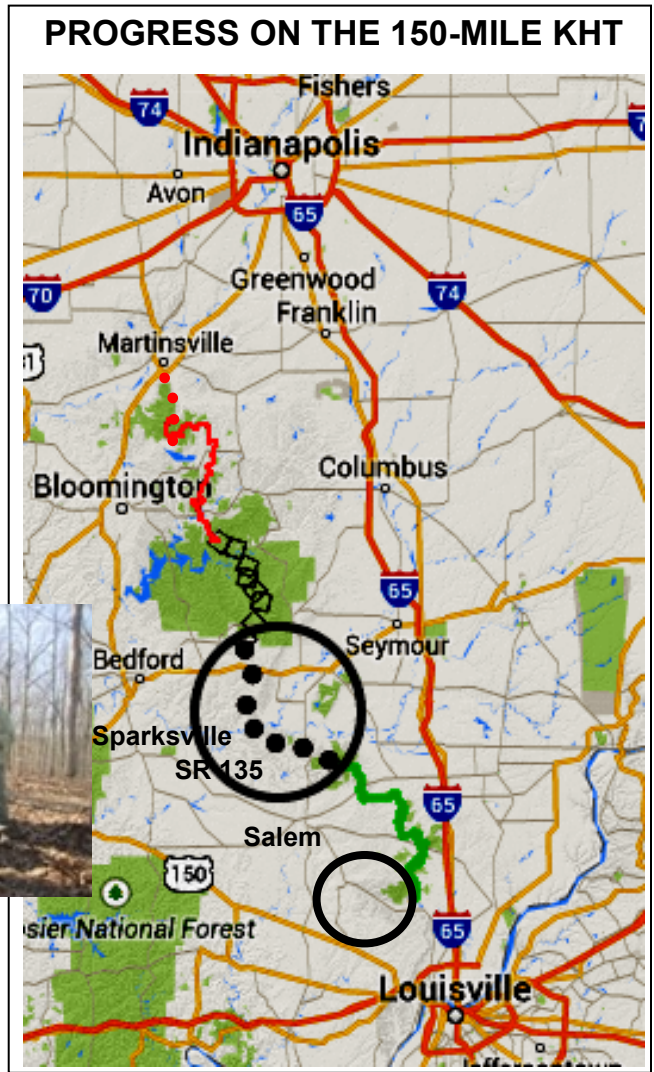 PROGRESS ON THE 150-MILE KHT
Fishers
74
Indianapolis
Avon
65
Greenwood
70
74
Franklin
Martinsville
Columbus
Bloomington
65
Seymour
Bedford
Sparksville
SR 135
65
Salem
150
sier National Forest
65
Louisville